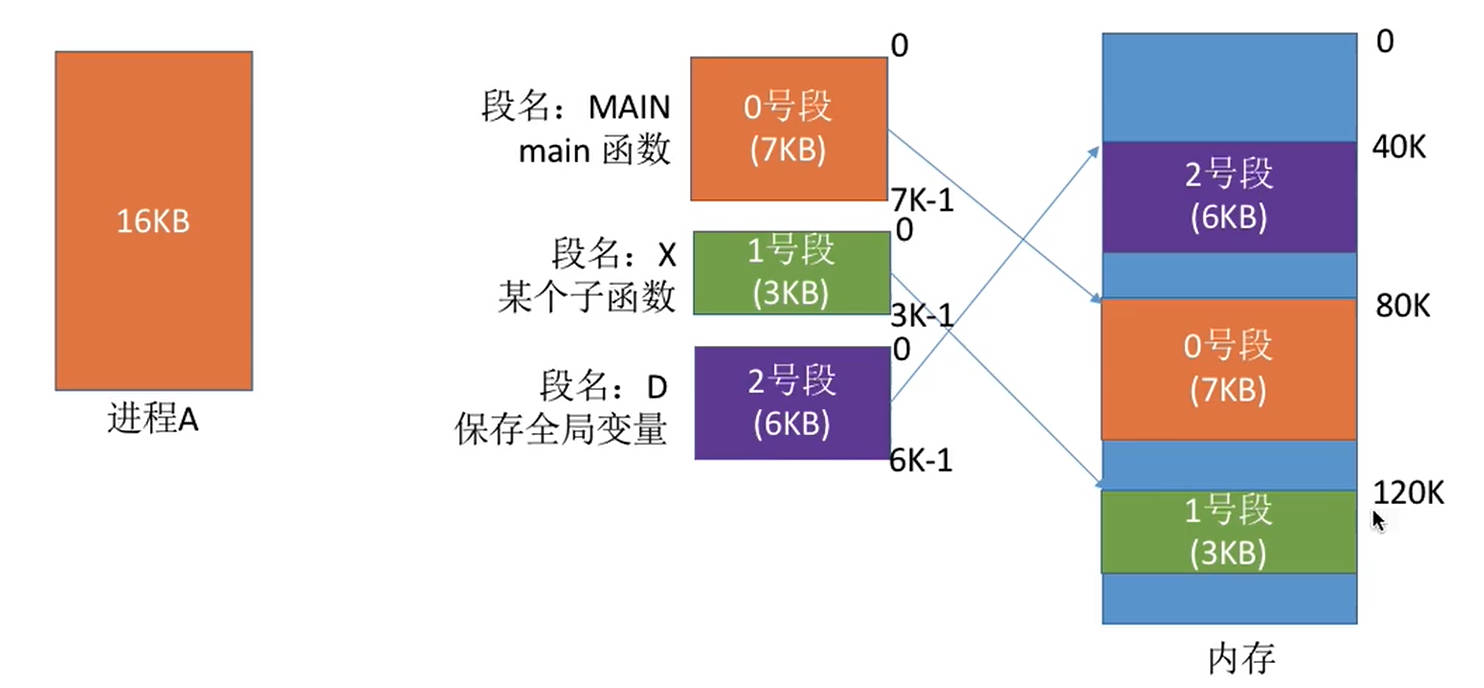 16KB
进程A
段名：MAIN
main 函数
0
0号段
(7KB)
7K-1
段名：X
某个子函数
0
1号段
(3KB)
3K-1
段名：D
保存全局变量
0
2号段
(6KB)
6K-1
0
40K
2号段
(6KB)
80K
0号段
(7KB)
120K
1号段
(3KB)
内存